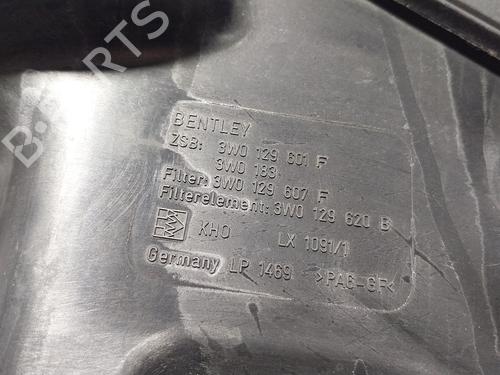 B-PARTS
BENTLEY
ZSB: 3W0 129 601 F
3W0 183
Filter: 3W0 129 607 F
Filterelement: 3W0 129 620 B
KHO LX 1091/1
Germany LP 1469 >PA6-GF<